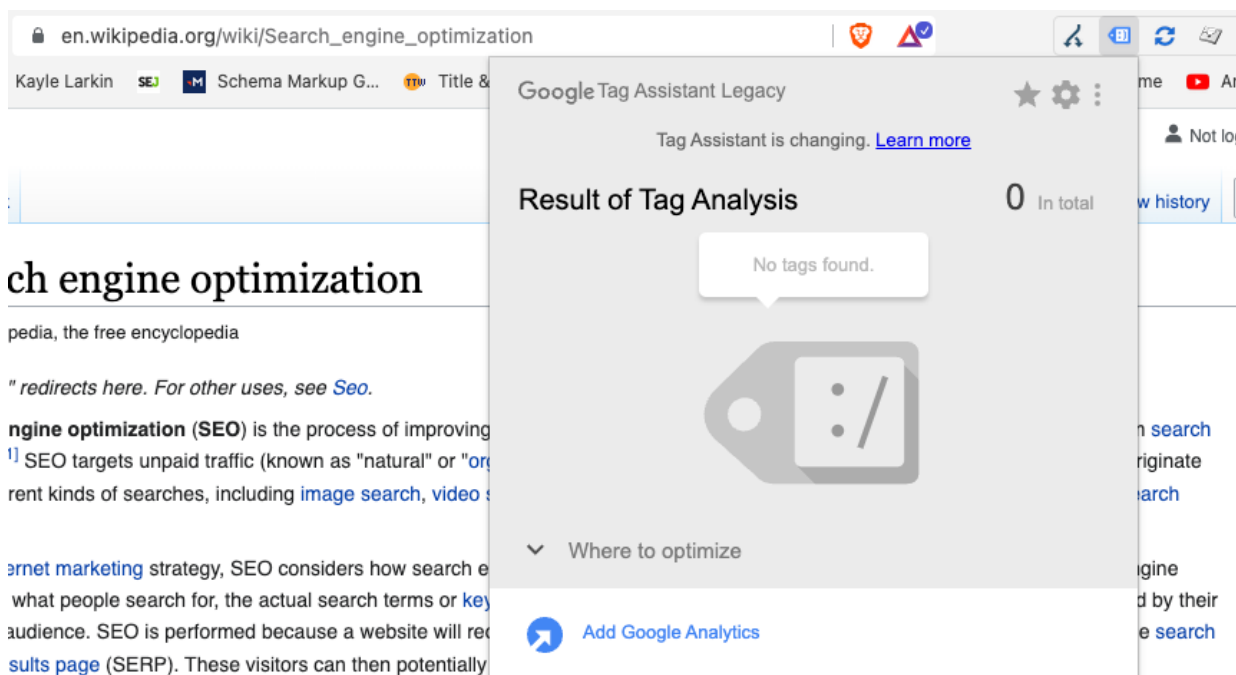 en.wikipedia.org/wiki/Search_engine_optimization
Kayle Larkin SEJ M Schema Markup G... TTW Title &
me Ar
Google Tag Assistant Legacy
Tag Assistant is changing. Learn more
Not log
Result of Tag Analysis 0 In total
w history
No tags found.
:/
ch engine optimization
pedia, the free encyclopedia
" redirects here. For other uses, see Seo.
ngine optimization (SEO) is the process of improving
search
1] SEO targets unpaid traffic (known as "natural" or "org
riginate
rent kinds of searches, including image search, video s
earch
Where to optimize
ernet marketing strategy, SEO considers how search e
ngine
what people search for, the actual search terms or key
d by their
audience. SEO is performed because a website will rec
e search
Add Google Analytics
sults page (SERP). These visitors can then potentially